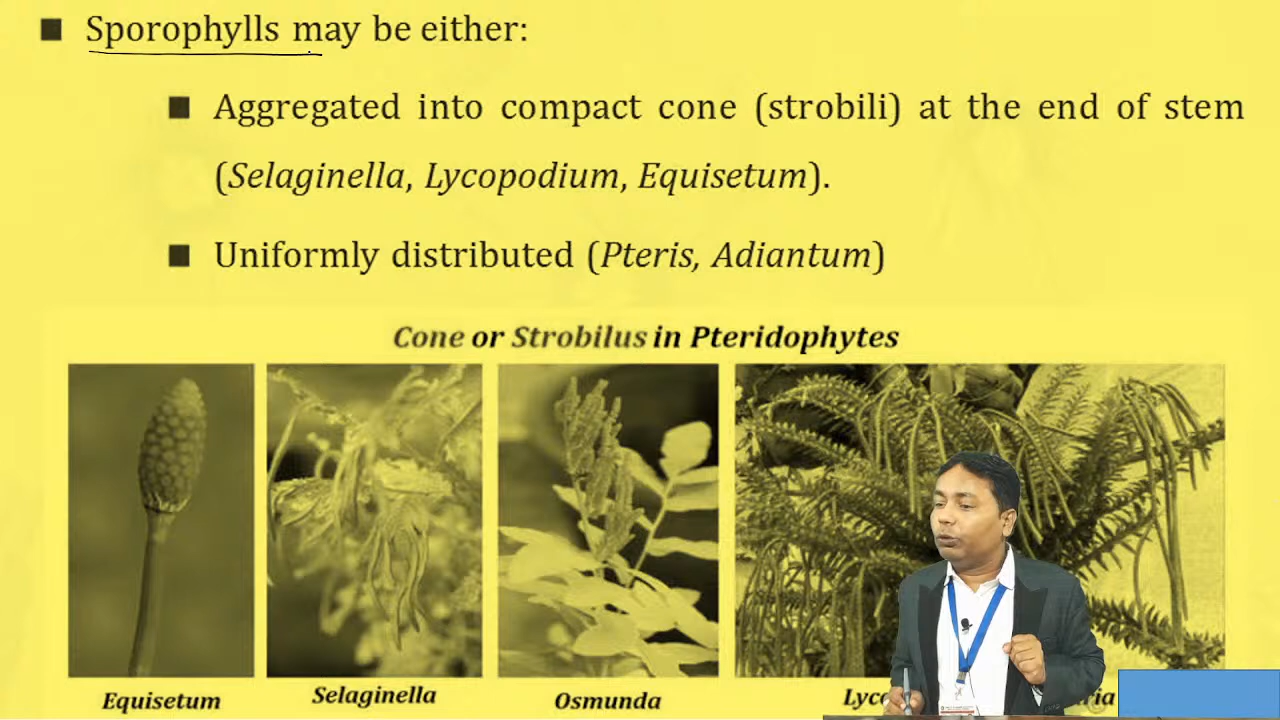 Sporophylls may be either:
Aggregated into compact cone (strobili) at the end of stem
(Selaginella, Lycopodium, Equisetum).
Uniformly distributed (Pteris, Adiantum)
Cone or Strobilus in Pteridophytes
Equisetum
Selaginella
Osmunda